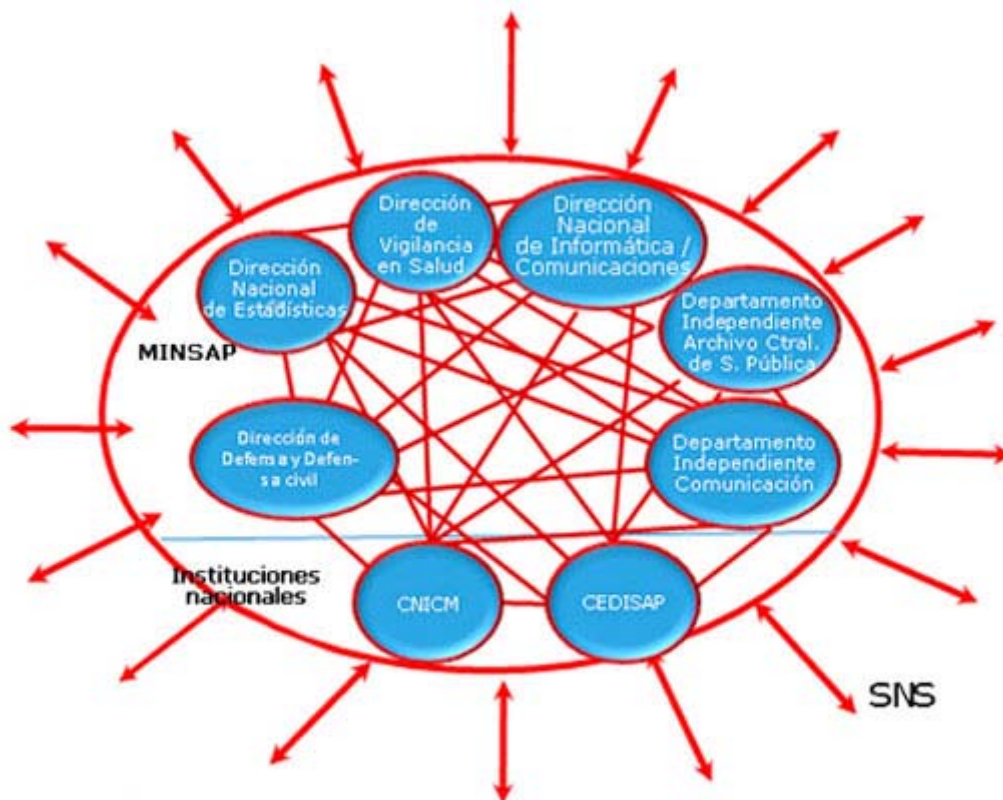 Dirección
de
Vigilancia
en Salud
Dirección
Nacional
de Informática /
Comunicaciones
Dirección
Nacional
de Estadísticas
Departamento
Independiente
Archivo Ctral.
de S. Pública
MINSAP
Dirección de
Defensa y Defen-
sa civil
Departamento
Independiente
Comunicación
Instituciones
nacionales
CNICM
CEDISAP
SNS